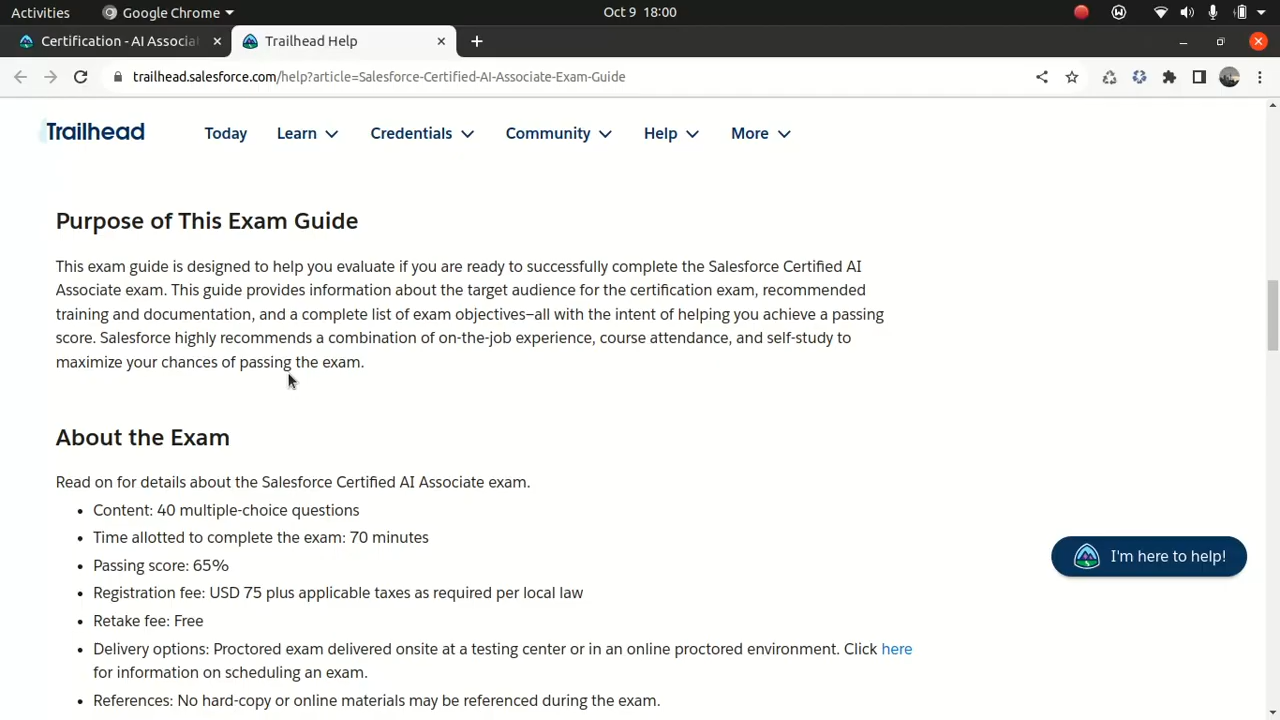 Activities
Google Chrome
Oct 9 18:00
Certification - AI Associat
Trailhead Help
trailhead.salesforce.com/help?article=Salesforce-Certified-AI-Associate-Exam-Guide
Trailhead
Today
Learn
Credentials
Community
Help
More
Purpose of This Exam Guide
This exam guide is designed to help you evaluate if you are ready to successfully complete the Salesforce Certified AI
Associate exam. This guide provides information about the target audience for the certification exam, recommended
training and documentation, and a complete list of exam objectives—all with the intent of helping you achieve a passing
score. Salesforce highly recommends a combination of on-the-job experience, course attendance, and self-study to
maximize your chances of passing the exam.
About the Exam
Read on for details about the Salesforce Certified AI Associate exam.
• Content: 40 multiple-choice questions
• Time allotted to complete the exam: 70 minutes
• Passing score: 65%
• Registration fee: USD 75 plus applicable taxes as required per local law
• Retake fee: Free
• Delivery options: Proctored exam delivered onsite at a testing center or in an online proctored environment. Click here
for information on scheduling an exam.
• References: No hard-copy or online materials may be referenced during the exam.
I'm here to help!